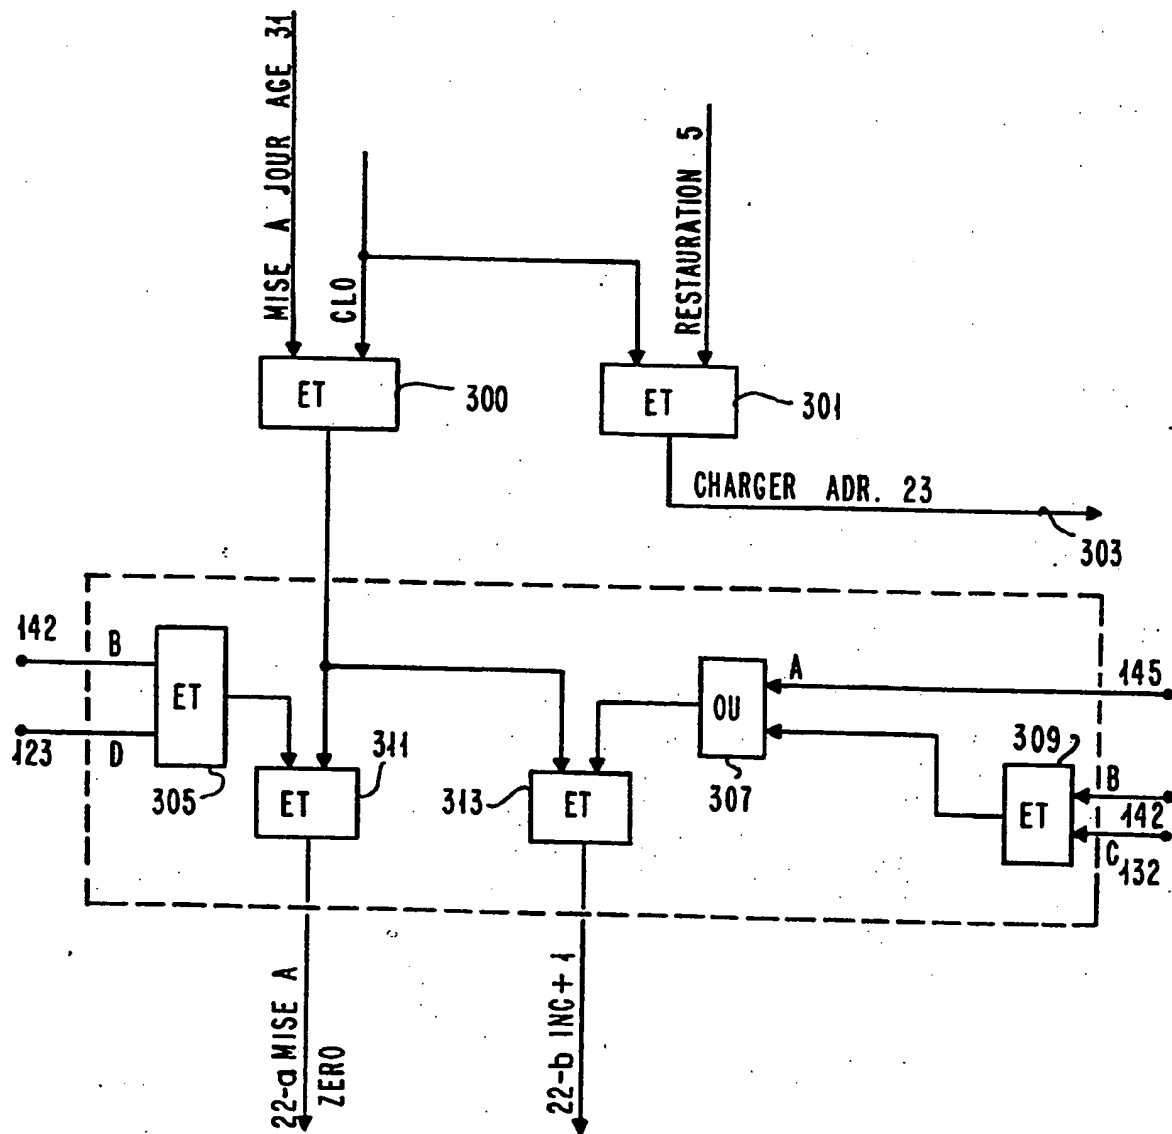 MISE A JOUR AGE 31
CLO
RESTAURATION 5
ET
300
ET
301
CHARGER ADR. 23
303
142
B
ET
123
D
305
ET
311
313
ET
OU
307
A
145
309
ET
B
142
C
132
22-a MISE A
ZERO
22-b INC+1